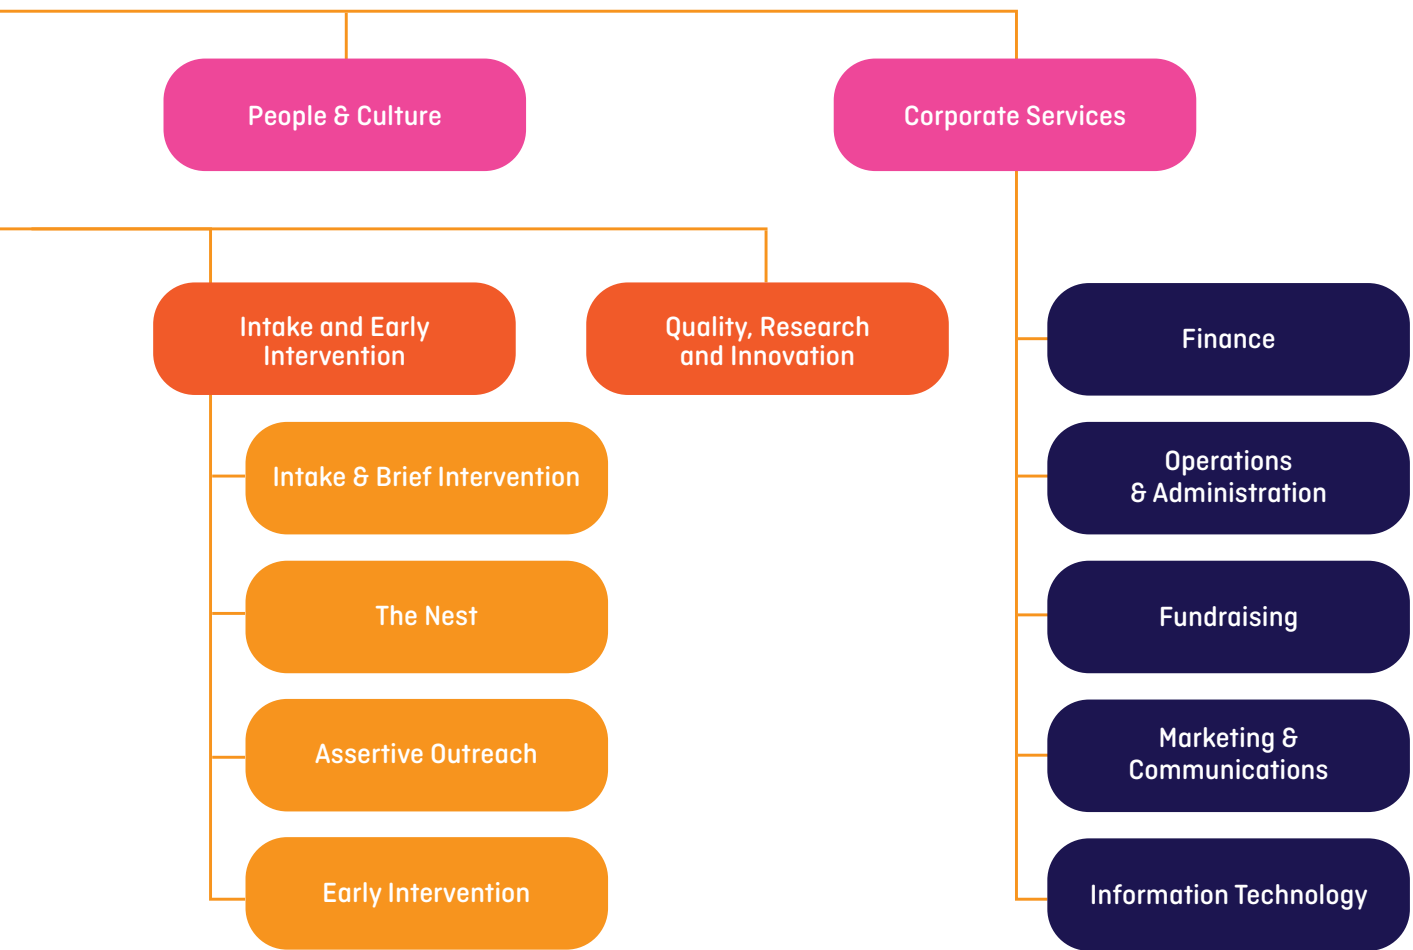 People & Culture
Corporate Services
Intake and Early
Intervention
Quality, Research
and Innovation
Finance
Intake & Brief Intervention
Operations
& Administration
The Nest
Fundraising
Assertive Outreach
Marketing &
Communications
Early Intervention
Information Technology